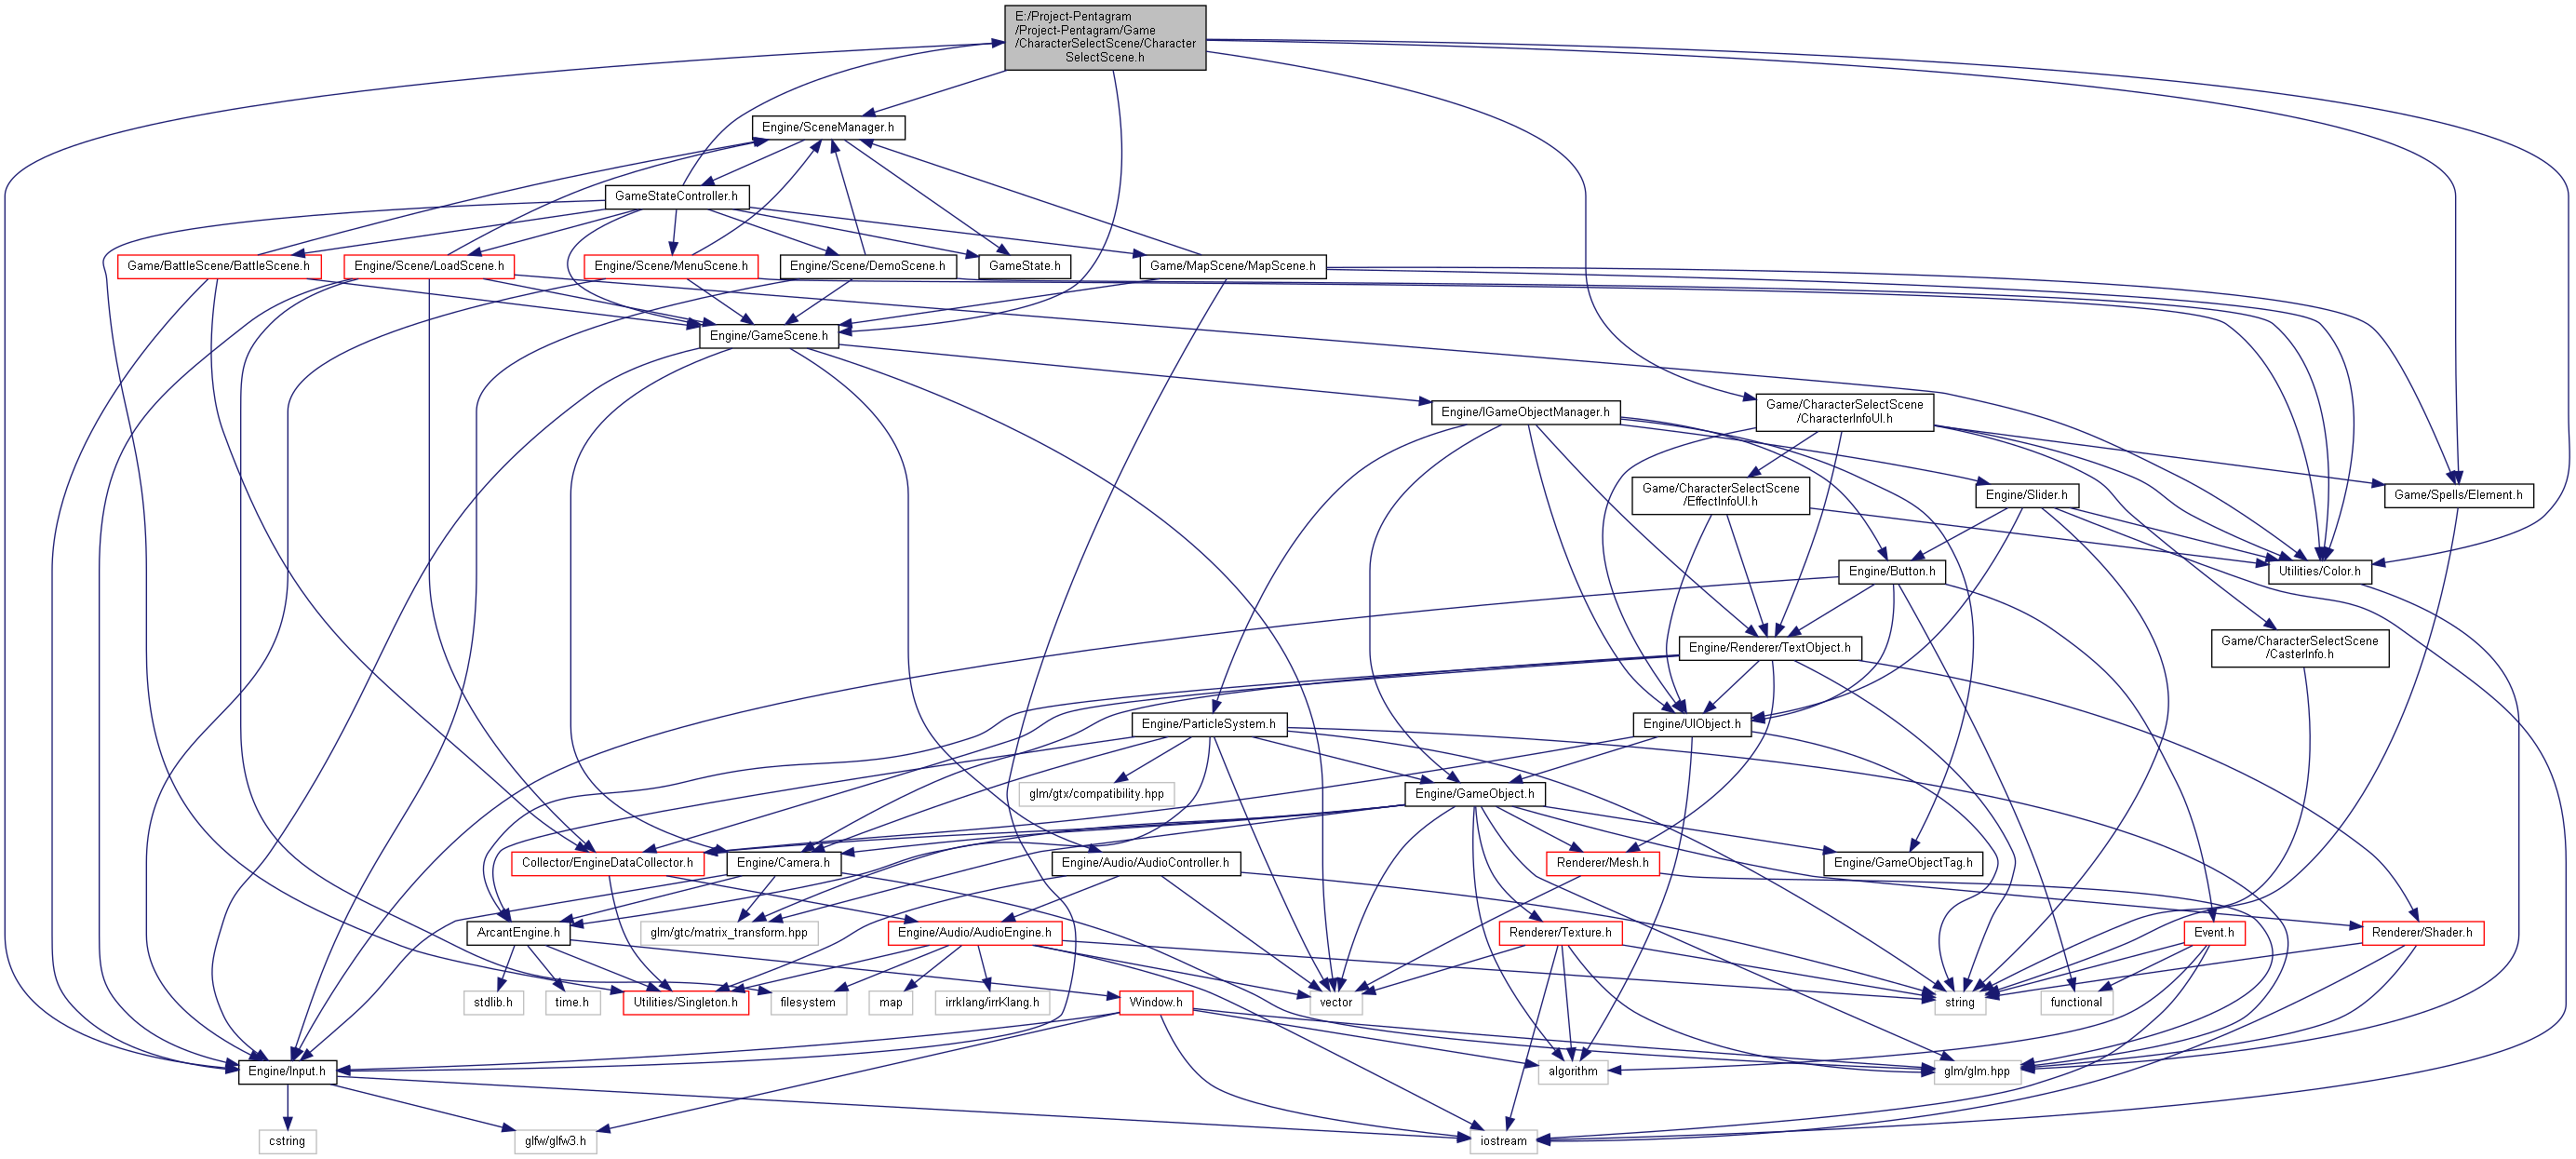 E:/Project-Pentagram
/Project-Pentagram/Game
/CharacterSelectScene/Character
SelectScene.h
Engine/SceneManager.h
GameStateController.h
Game/BattleScene/BattleScene.h
Engine/Scene/LoadScene.h
Engine/Scene/MenuScene.h
Engine/Scene/DemoScene.h
GameState.h
Game/MapScene/MapScene.h
Engine/GameScene.h
Engine/IGameObjectManager.h
Game/CharacterSelectScene
/CharacterInfoUI.h
Game/CharacterSelectScene
/EffectInfoUI.h
Engine/Slider.h
Game/Spells/Element.h
Engine/Button.h
Utilities/Color.h
Engine/Renderer/TextObject.h
Game/CharacterSelectScene
/CasterInfo.h
Engine/ParticleSystem.h
Engine/UIObject.h
glm/gtx/compatibility.hpp
Engine/GameObject.h
Collector/EngineDataCollector.h
Engine/Camera.h
Engine/Audio/AudioController.h
Renderer/Mesh.h
Engine/GameObjectTag.h
ArcantEngine.h
glm/gtc/matrix_transform.hpp
Engine/Audio/AudioEngine.h
Renderer/Texture.h
Event.h
Renderer/Shader.h
stdlib.h
time.h
Utilities/Singleton.h
filesystem
map
irrklang/irrKlang.h
Window.h
vector
string
functional
Engine/Input.h
algorithm
glm/glm.hpp
cstring
glfw/glfw3.h
iostream